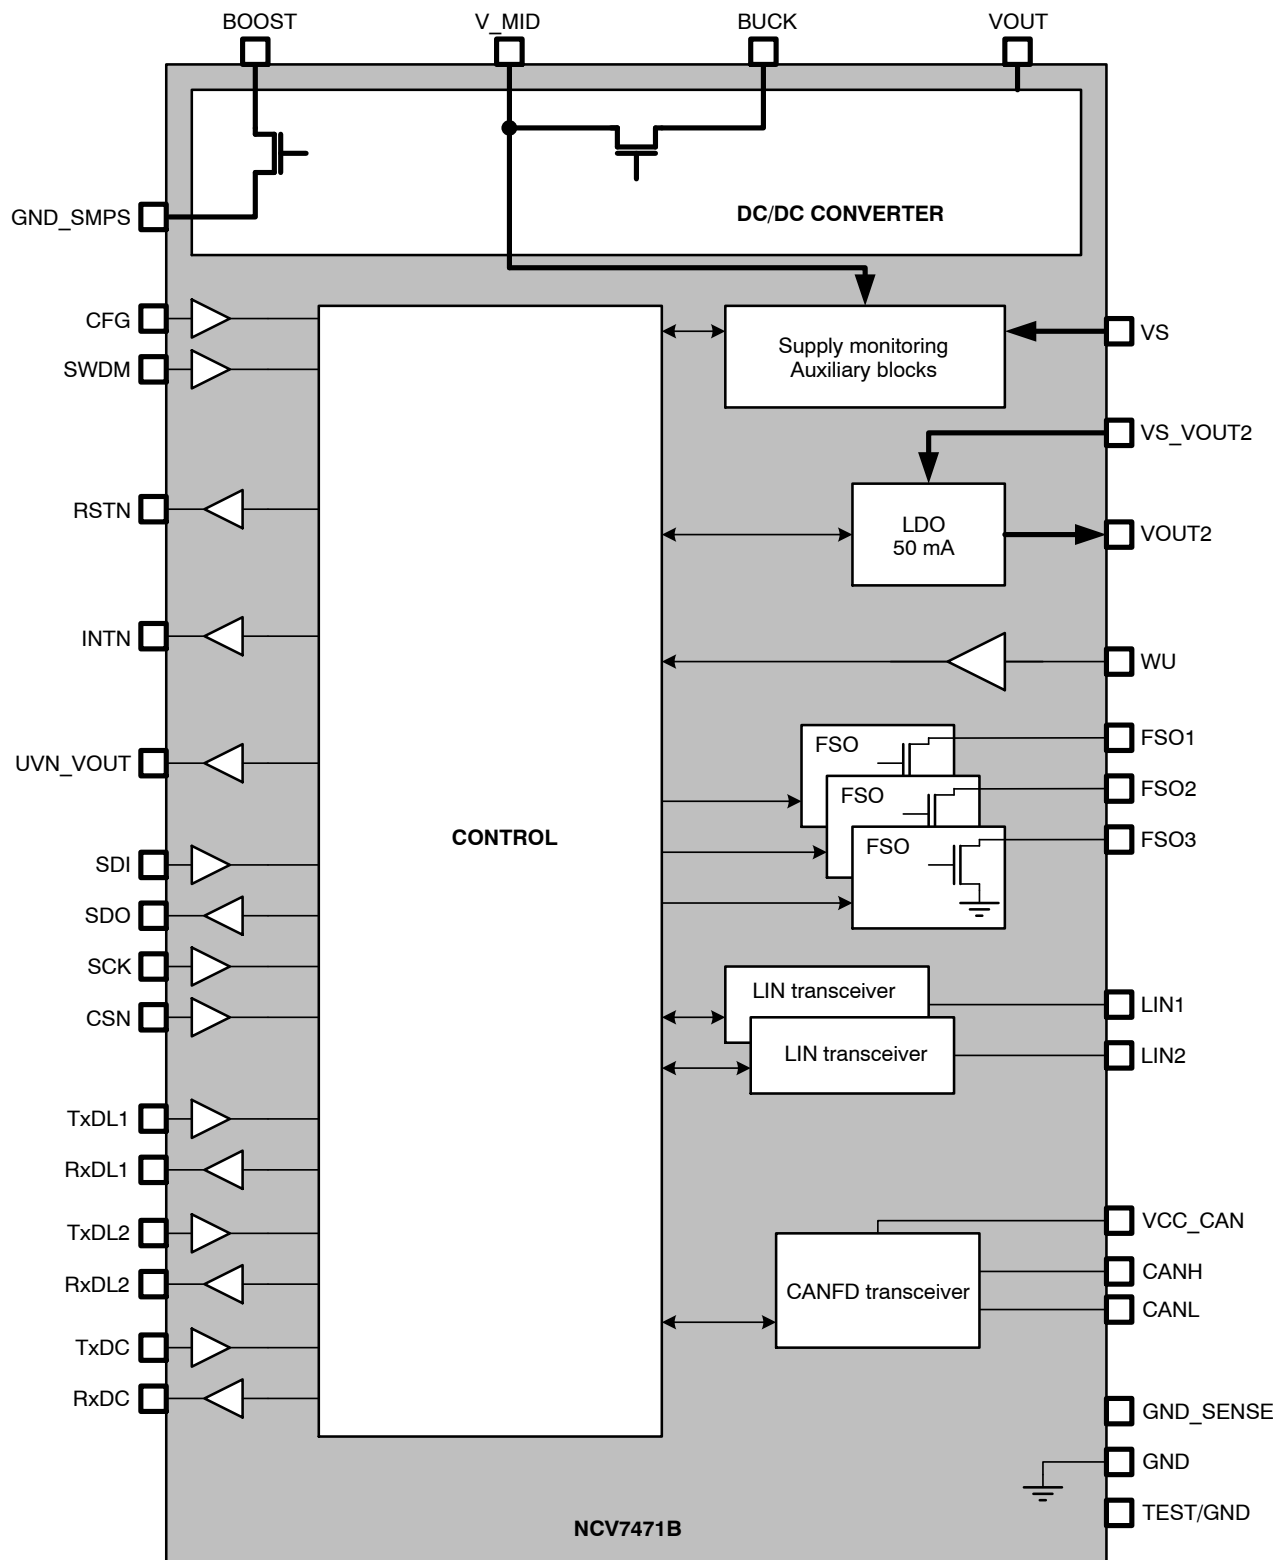 BOOST
V_MID
BUCK
VOUT
GND_SMPS
DC/DC CONVERTER
CFG
SWDM
Supply monitoring
Auxiliary blocks
VS
VS_VOUT2
RSTN
LDO
50 mA
VOUT2
INTN
WU
UVN_VOUT
FSO
FSO1
FSO
FSO2
FSO
FSO3
CONTROL
SDI
SDO
SCK
CSN
LIN transceiver
LIN1
LIN transceiver
LIN2
TxDL1
RxDL1
TxDL2
RxDL2
TxDC
RxDC
VCC_CAN
CANFD transceiver
CANH
CANL
GND_SENSE
GND
TEST/GND
NCV7471B